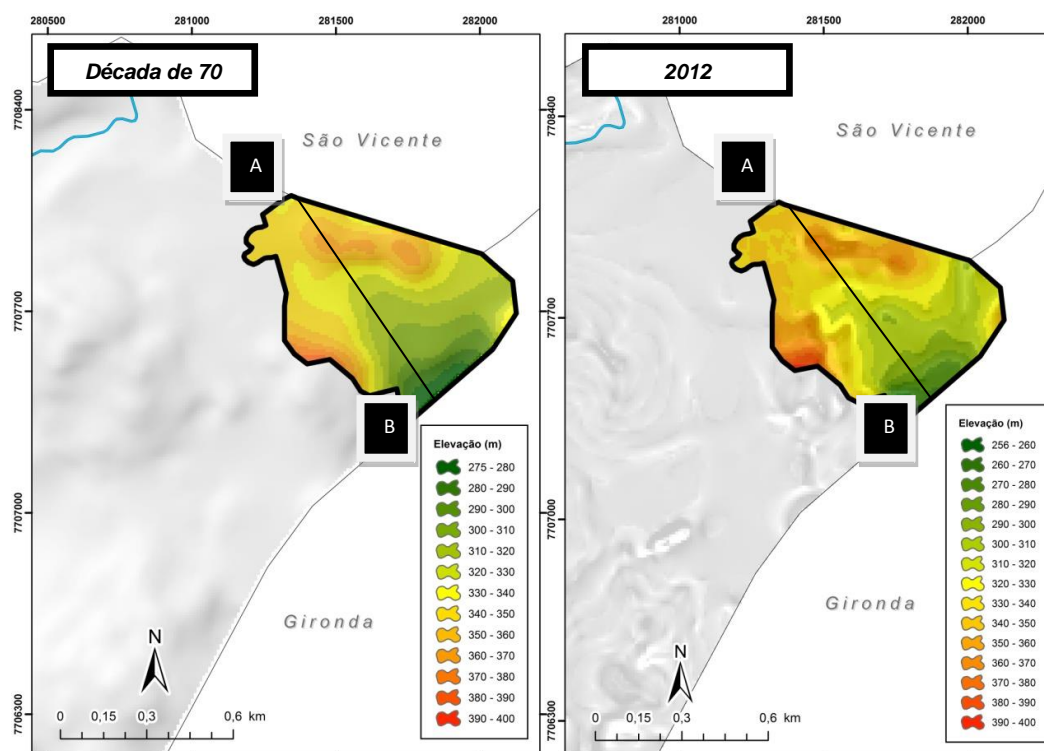 280500 281000 281500 282000
Década de 70
7708400
São Vicente
A
7707700
B
7707000
Gironda
7706300
N
0 0,15 0,3 0,6 km
Elevação (m)
275 - 280
280 - 290
290 - 300
300 - 310
310 - 320
320 - 330
330 - 340
340 - 350
350 - 360
360 - 370
370 - 380
380 - 390
390 - 400
281000 281500 282000
2012
7708400
São Vicente
A
7707700
B
7707000
Gironda
7706300
N
0 0,15 0,3 0,6 km
Elevação (m)
256 - 260
260 - 270
270 - 280
280 - 290
290 - 300
300 - 310
310 - 320
320 - 330
330 - 340
340 - 350
350 - 360
360 - 370
370 - 380
380 - 390
390 - 400